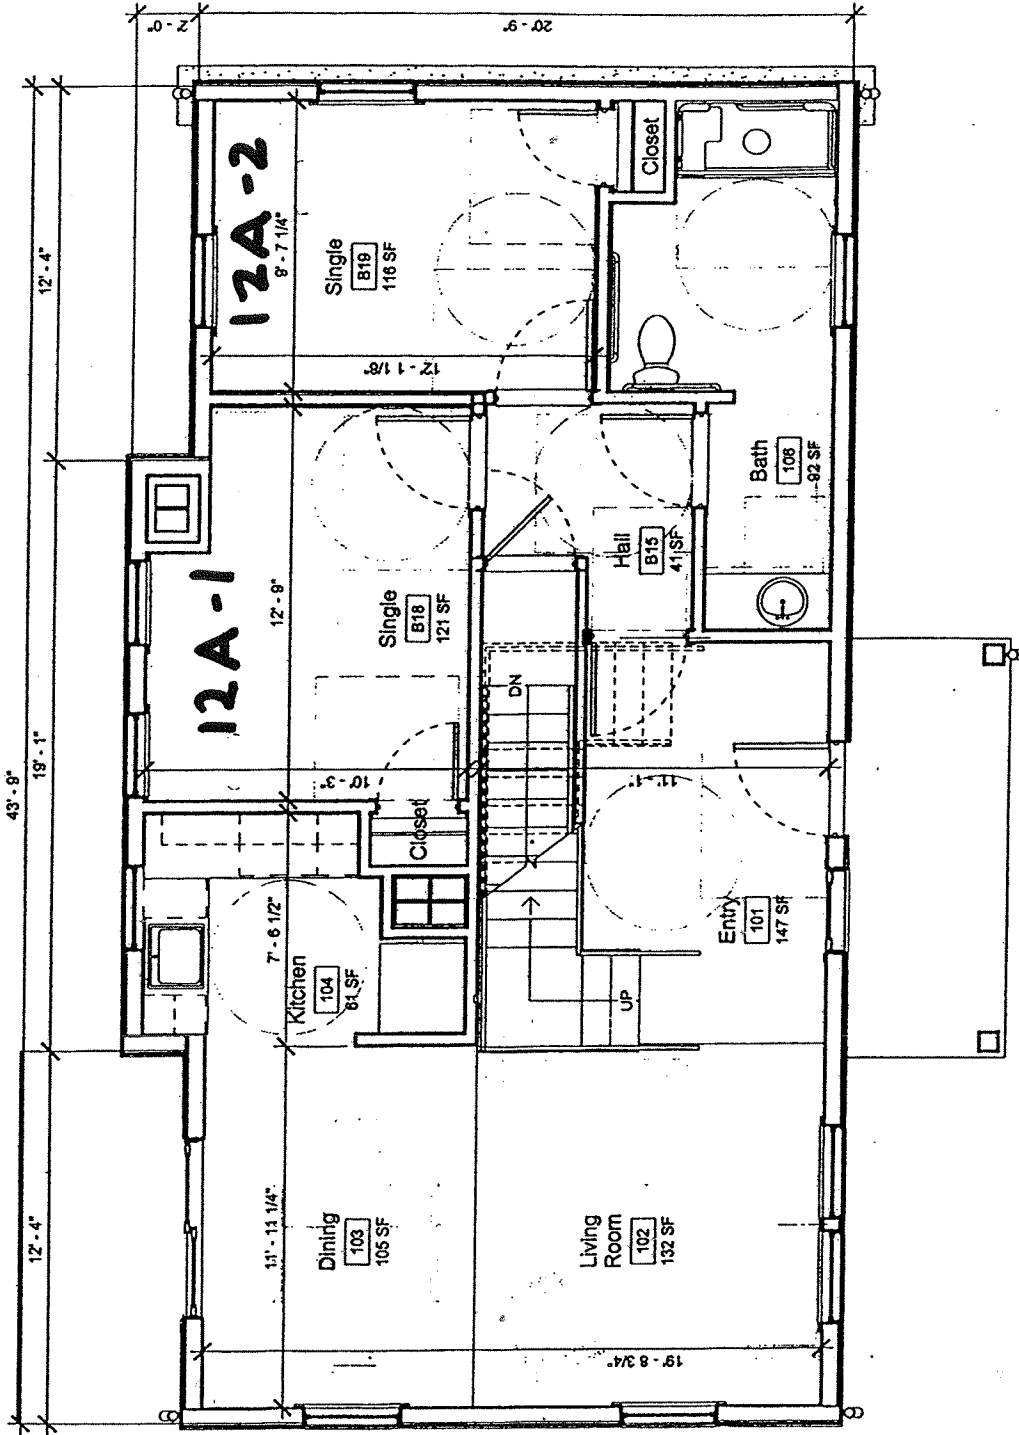 43' - 9"
12' - 4"
19' - 1"
12' - 4"
2' - 0"
20' - 9"
12A-1
12A-2
11' - 11 1/4"
7' - 6 1/2"
12' - 9"
9' - 7 1/4"
19' - 8 3/4"
10' - 3"
11' - 1"
12' - 1 1/8"
Dining
103
105 SF
Living
Room
102
132 SF
Kitchen
104
61 SF
Closet
Single
B18
121 SF
Single
B19
116 SF
Closet
UP
DN
Entry
101
147 SF
Hall
B15
41 SF
Bath
106
92 SF